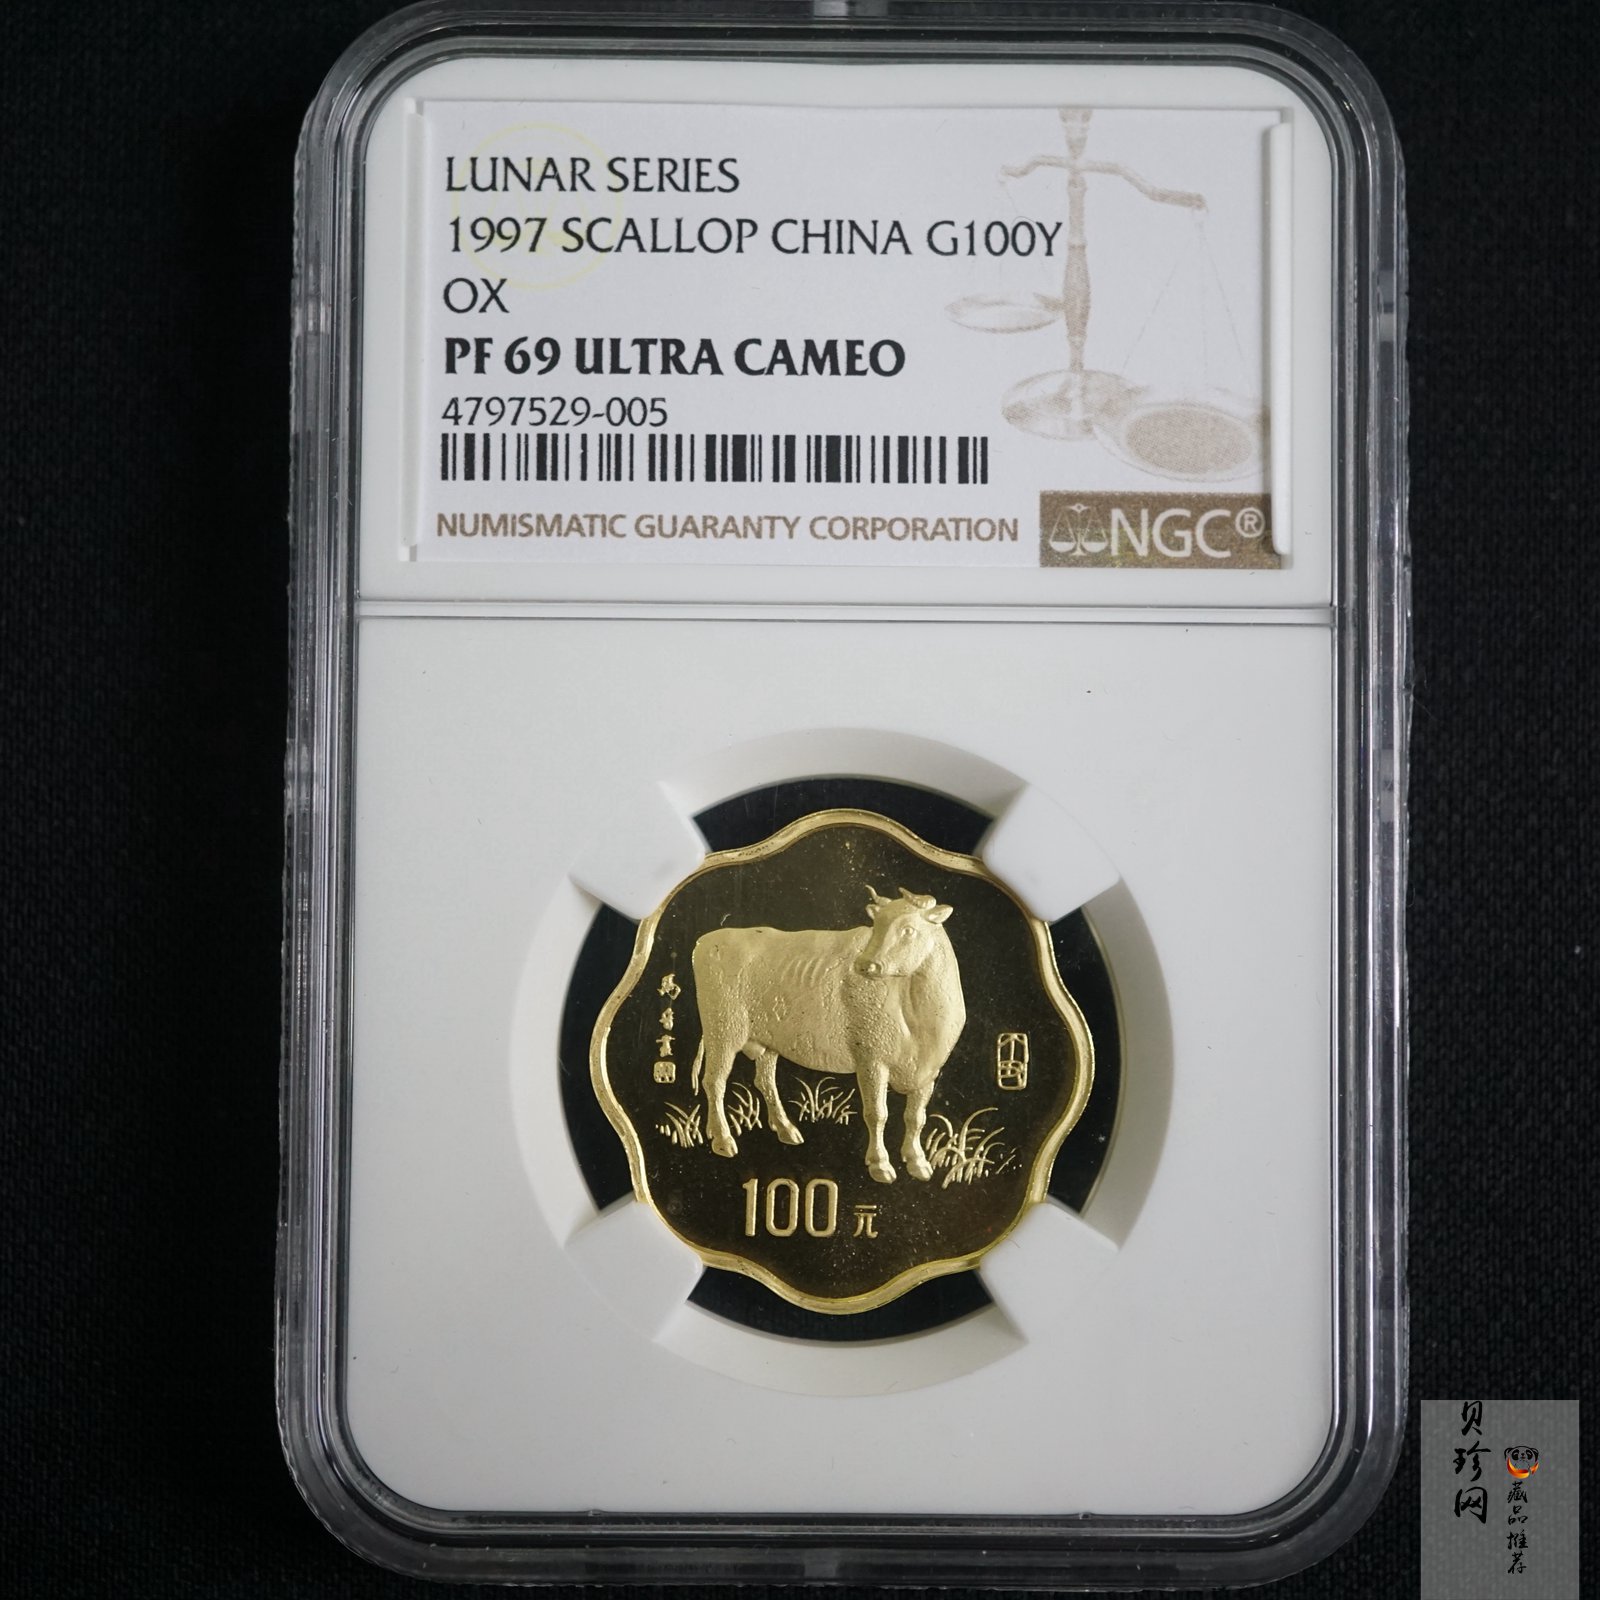 LUNAR SERIES
1997 SCALLOP CHINA G100Y
OX
PF 69 ULTRA CAMEO
4797529-005
NUMISMATIC GUARANTY CORPORATION
NGC®
100元
贝珍网
藏品推荐